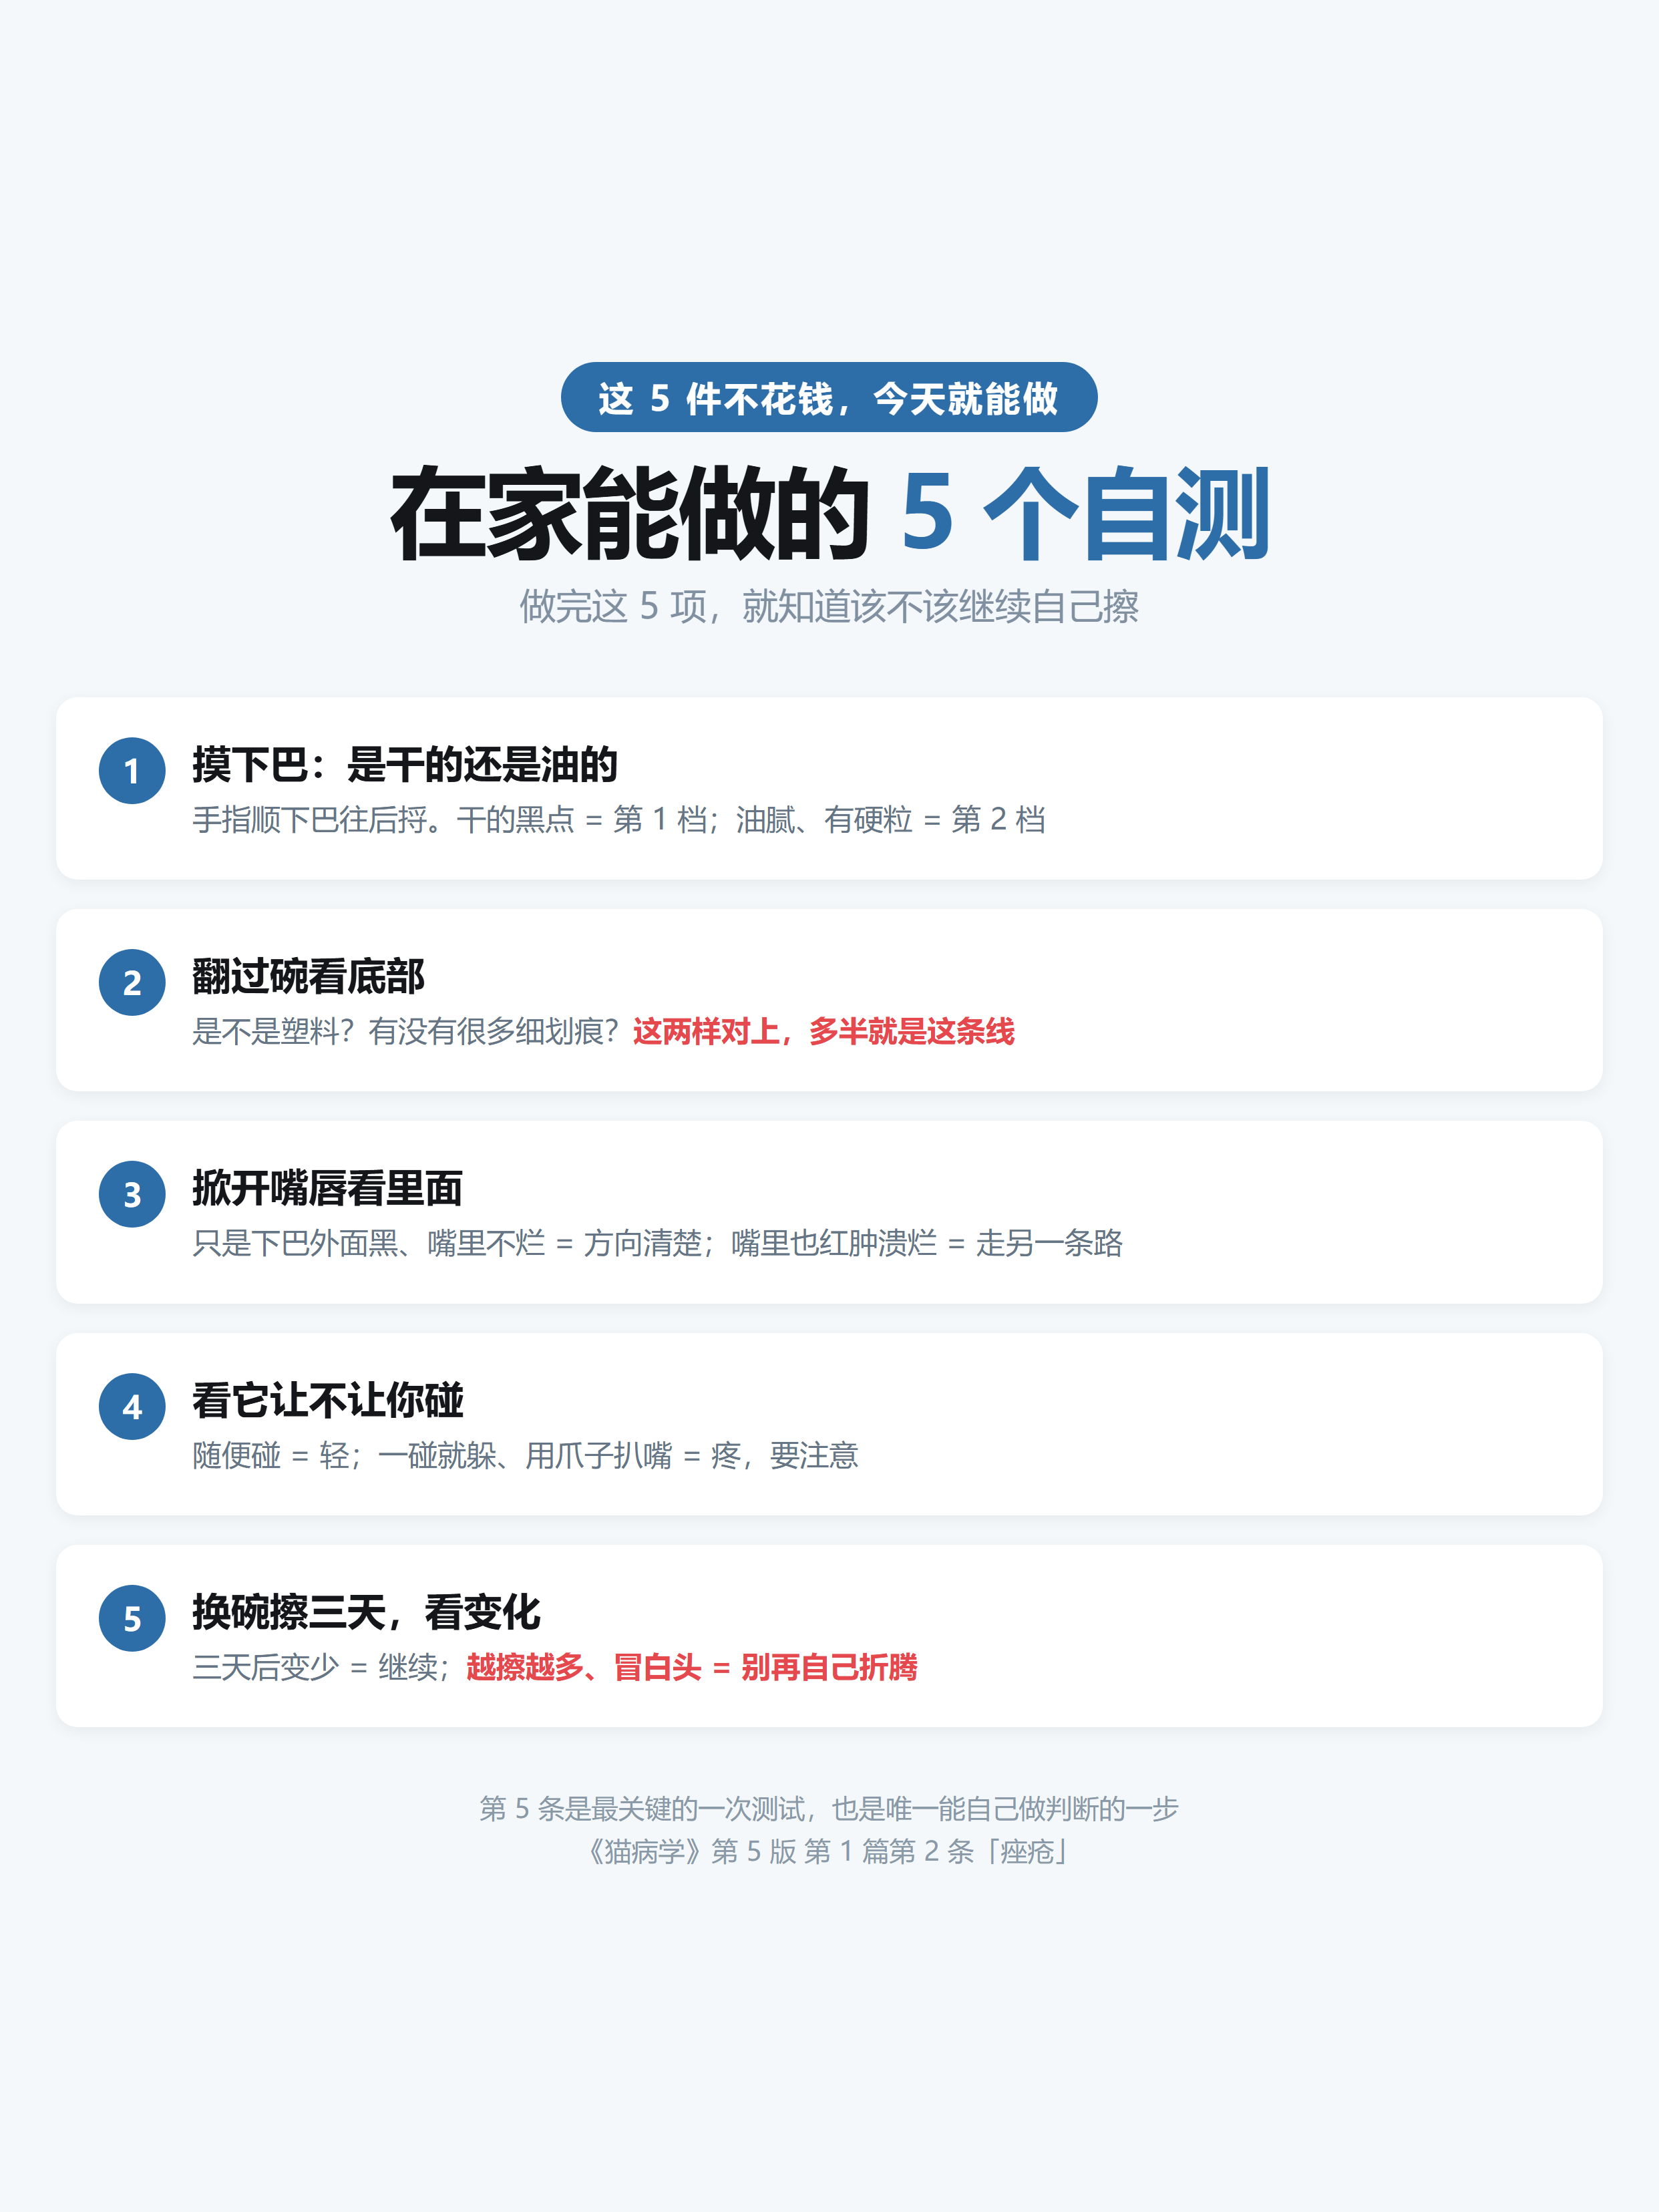 这 5 件不花钱，今天就能做
在家能做的 5 个自测
做完这 5 项，就知道该不该继续自己擦
1
摸下巴：是干的还是油的
手指顺下巴往后捋。干的黑点 = 第 1 档；油腻、有硬粒 = 第 2 档
2
翻过碗看底部
是不是塑料？有没有很多细划痕？这两样对上，多半就是这条线
3
掀开嘴唇看里面
只是下巴外面黑、嘴里不烂 = 方向清楚；嘴里也红肿溃烂 = 走另一条路
4
看它让不让你碰
随便碰 = 轻；一碰就躲、用爪子扒嘴 = 疼，要注意
5
换碗擦三天，看变化
三天后变少 = 继续；越擦越多、冒白头 = 别再自己折腾
第 5 条是最关键的一次测试，也是唯一能自己做判断的一步
《猫病学》第 5 版 第 1 篇第 2 条「痤疮」